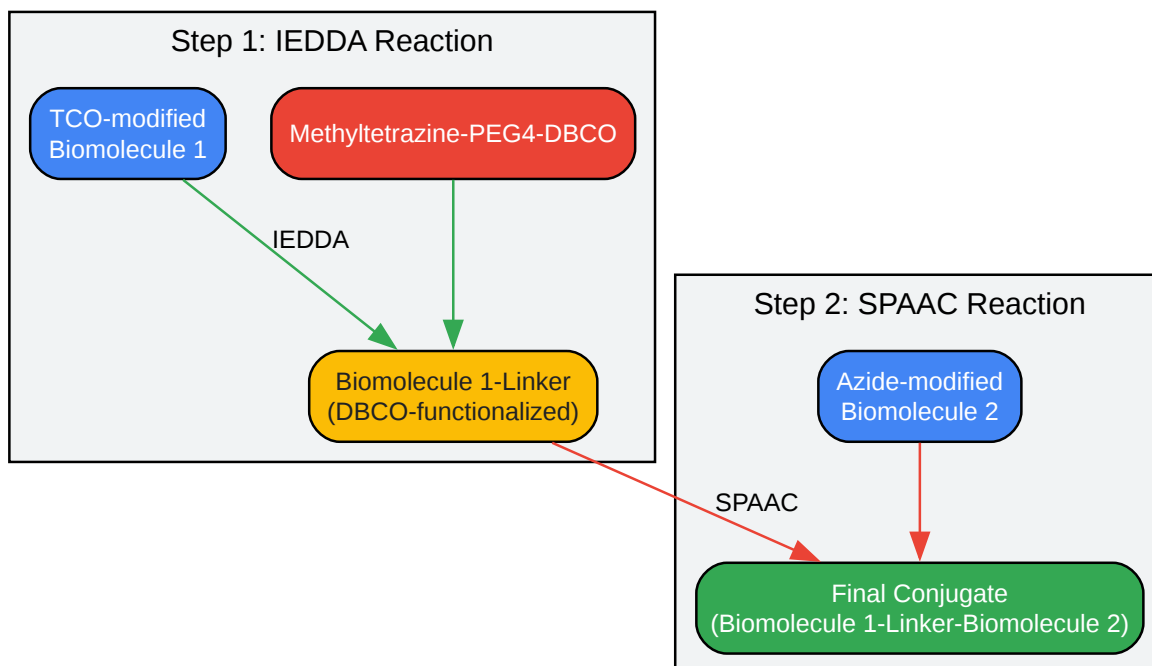 Step 1: IEDDA Reaction
TCO-modified
Biomolecule 1
Methyltetrazine-PEG4-DBCO
IEDDA
Biomolecule 1-Linker
(DBCO-functionalized)
Step 2: SPAAC Reaction
Azide-modified
Biomolecule 2
SPAAC
Final Conjugate
(Biomolecule 1-Linker-Biomolecule 2)